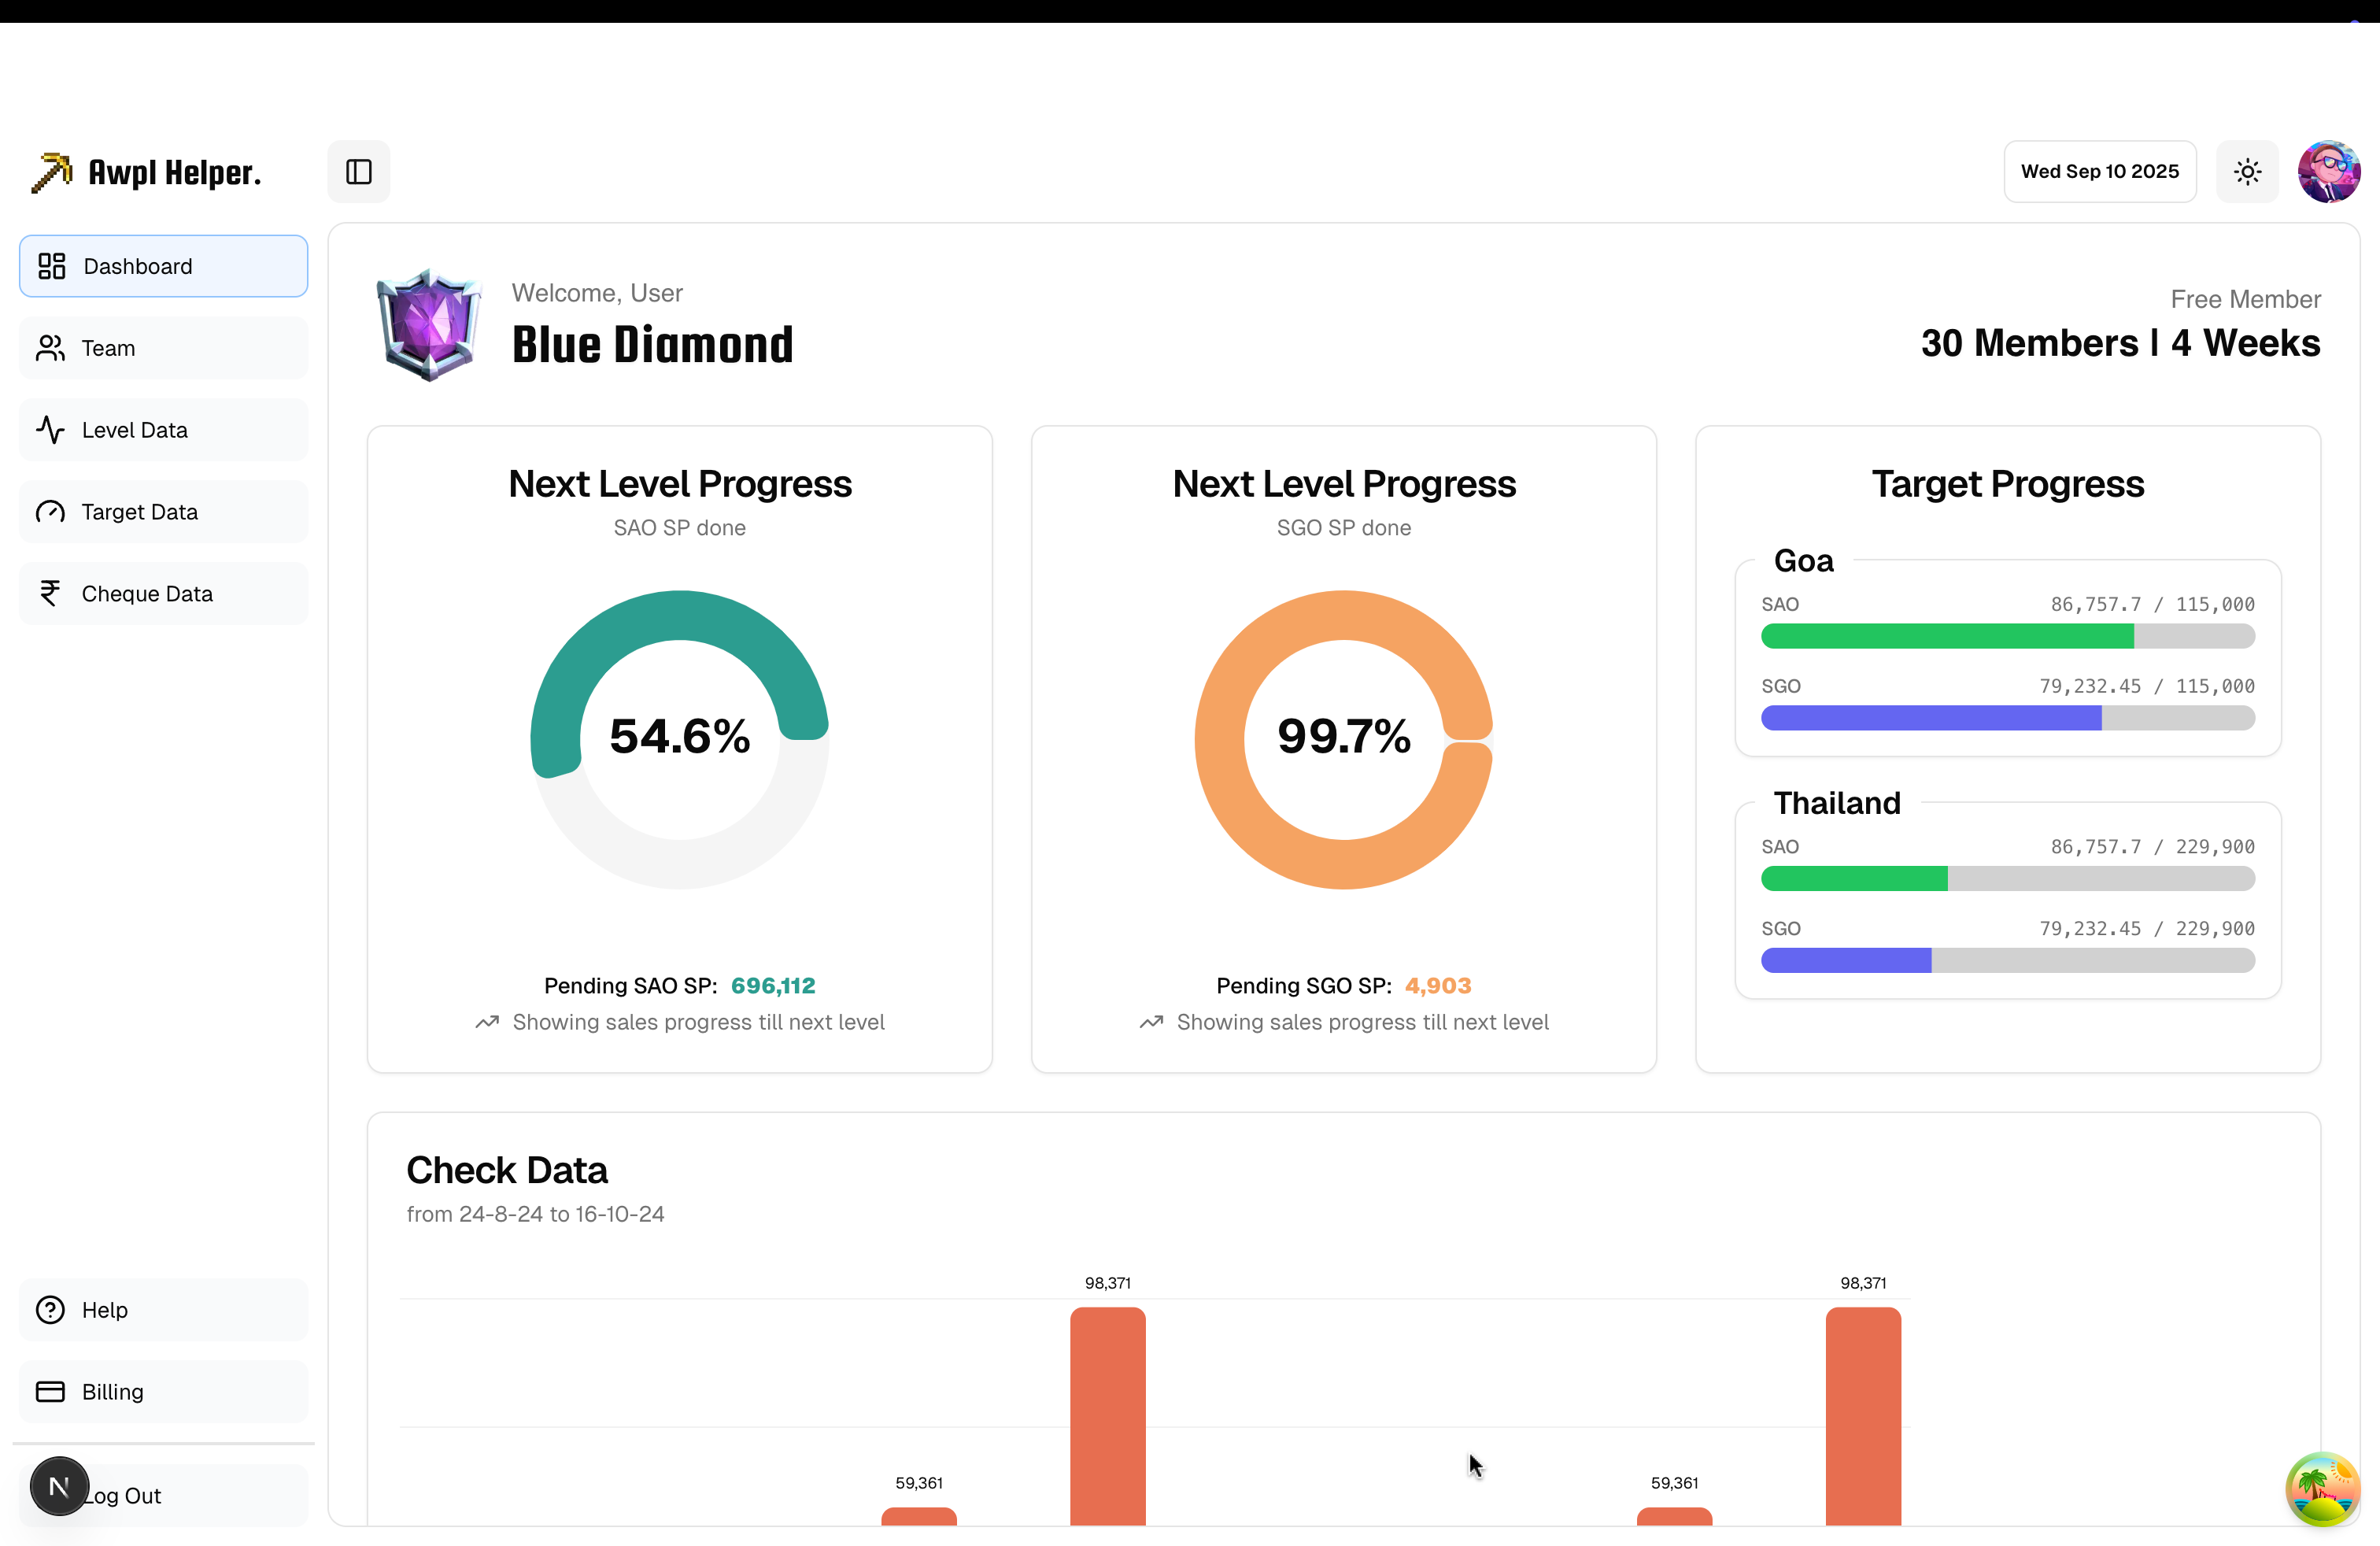 Awpl Helper.
Wed Sep 10 2025
Dashboard
Team
Level Data
Target Data
Cheque Data
Help
Billing
N
Log Out
Welcome, User
Blue Diamond
Free Member
30 Members | 4 Weeks
Next Level Progress
SAO SP done
54.6%
Pending SAO SP: 696,112
Showing sales progress till next level
Next Level Progress
SGO SP done
99.7%
Pending SGO SP: 4,903
Showing sales progress till next level
Target Progress
Goa
SAO 86,757.7 / 115,000
SGO 79,232.45 / 115,000
Thailand
SAO 86,757.7 / 229,900
SGO 79,232.45 / 229,900
Check Data
from 24-8-24 to 16-10-24
98,371 98,371
59,361 59,361